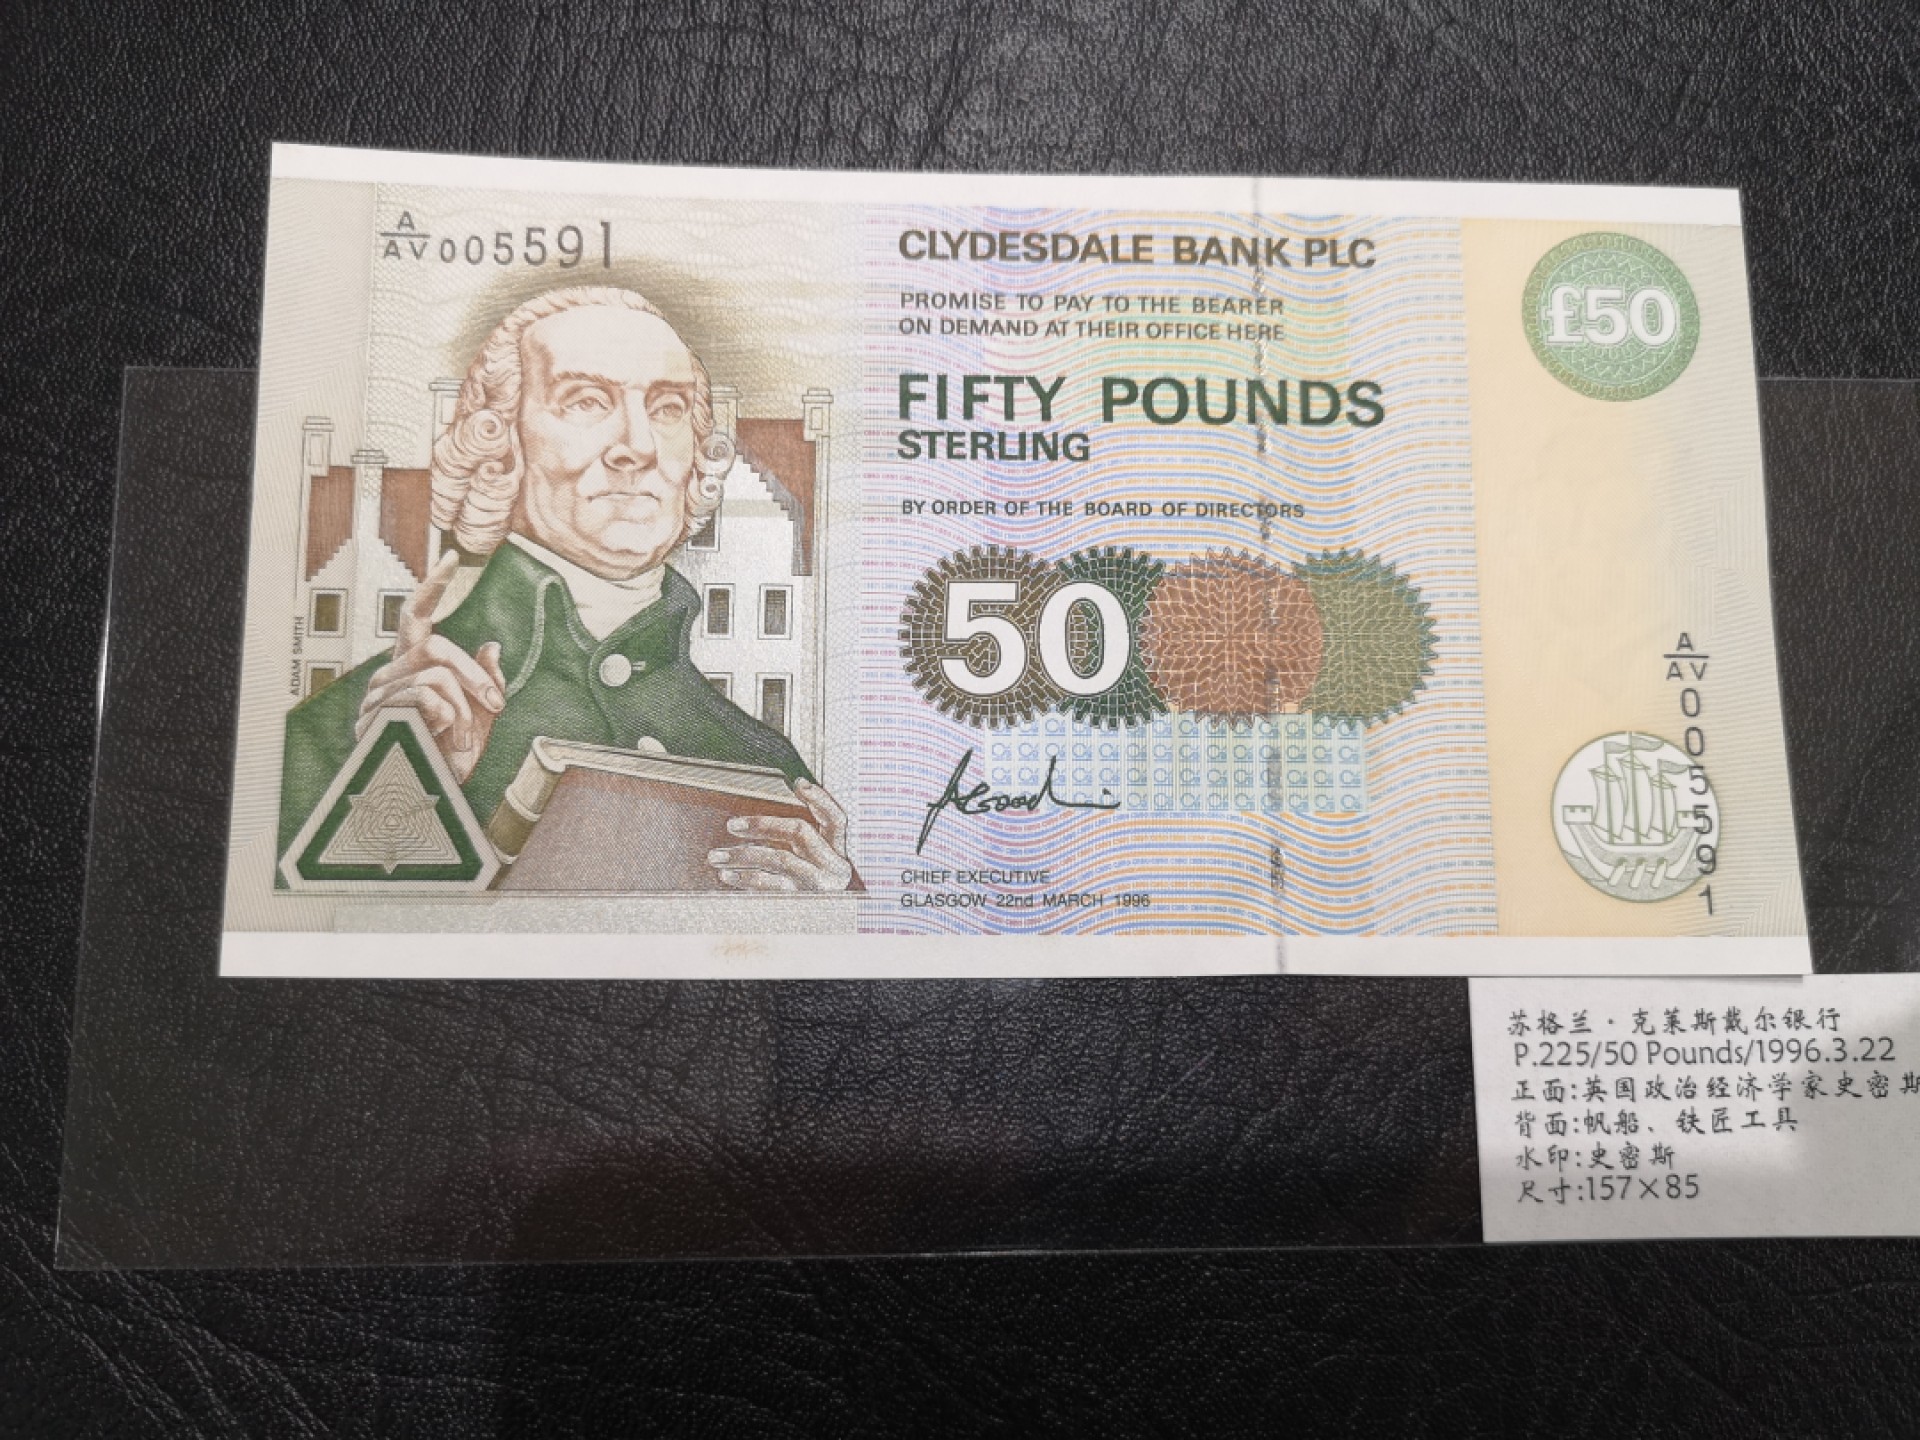 A
AV 005591
CLYDESDALE BANK PLC
PROMISE TO PAY TO THE BEARER
ON DEMAND AT THEIR OFFICE HERE
FIFTY POUNDS
STERLING
BY ORDER OF THE BOARD OF DIRECTORS
50
CHIEF EXECUTIVE
GLASGOW 22nd MARCH 1996
ADAM SMITH
£50
A
AV
005591
苏格兰·克莱斯戴尔银行
P.225/50 Pounds/1996.3.22
正面:英国政治经济学家史密斯
背面:帆船、铁匠工具
水印:史密斯
尺寸:157×85